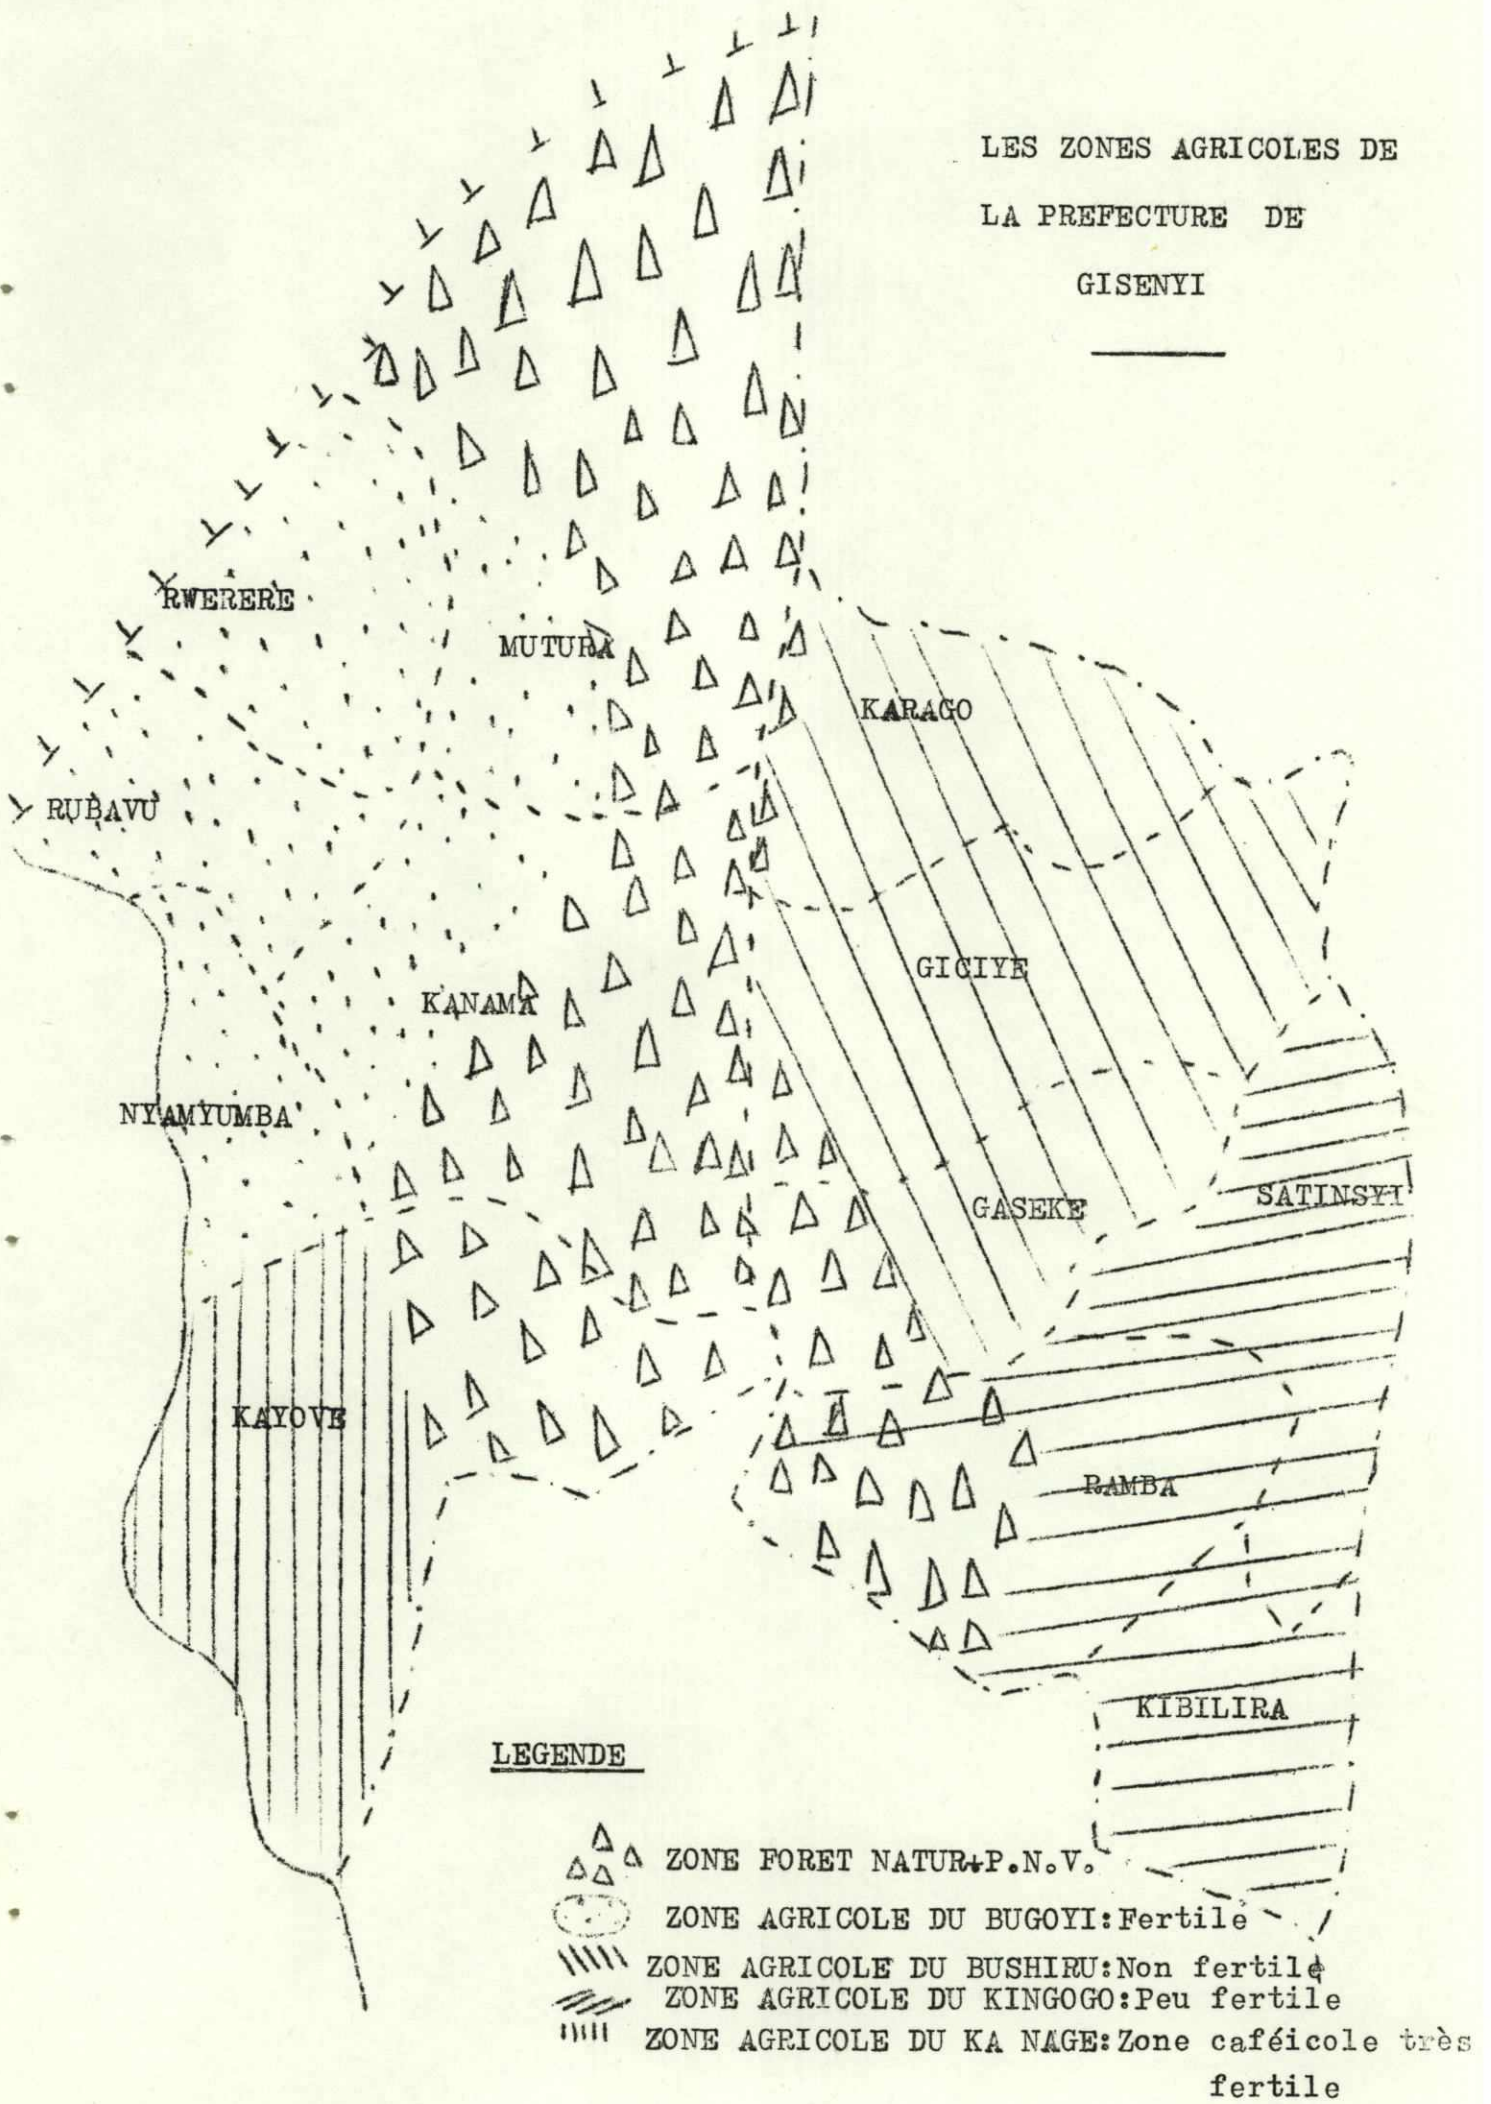 LES ZONES AGRICOLES DE
LA PREFECTURE DE
GISENYI
RWERERE
MUTURA
KARAGO
RUBAVU
GICIYE
KANAMA
NYAMYUMBA
SATINSYI
GASEKE
KAYOVE
RAMBA
KIBILIRA
LEGENDE
ZONE FORET NATUR+P.N.V.
ZONE AGRICOLE DU BUGOYI:Fertile
ZONE AGRICOLE DU BUSHIRU:Non fertile
ZONE AGRICOLE DU KINGOGO:Peu fertile
ZONE AGRICOLE DU KA NAGE:Zone caféicole très
fertile